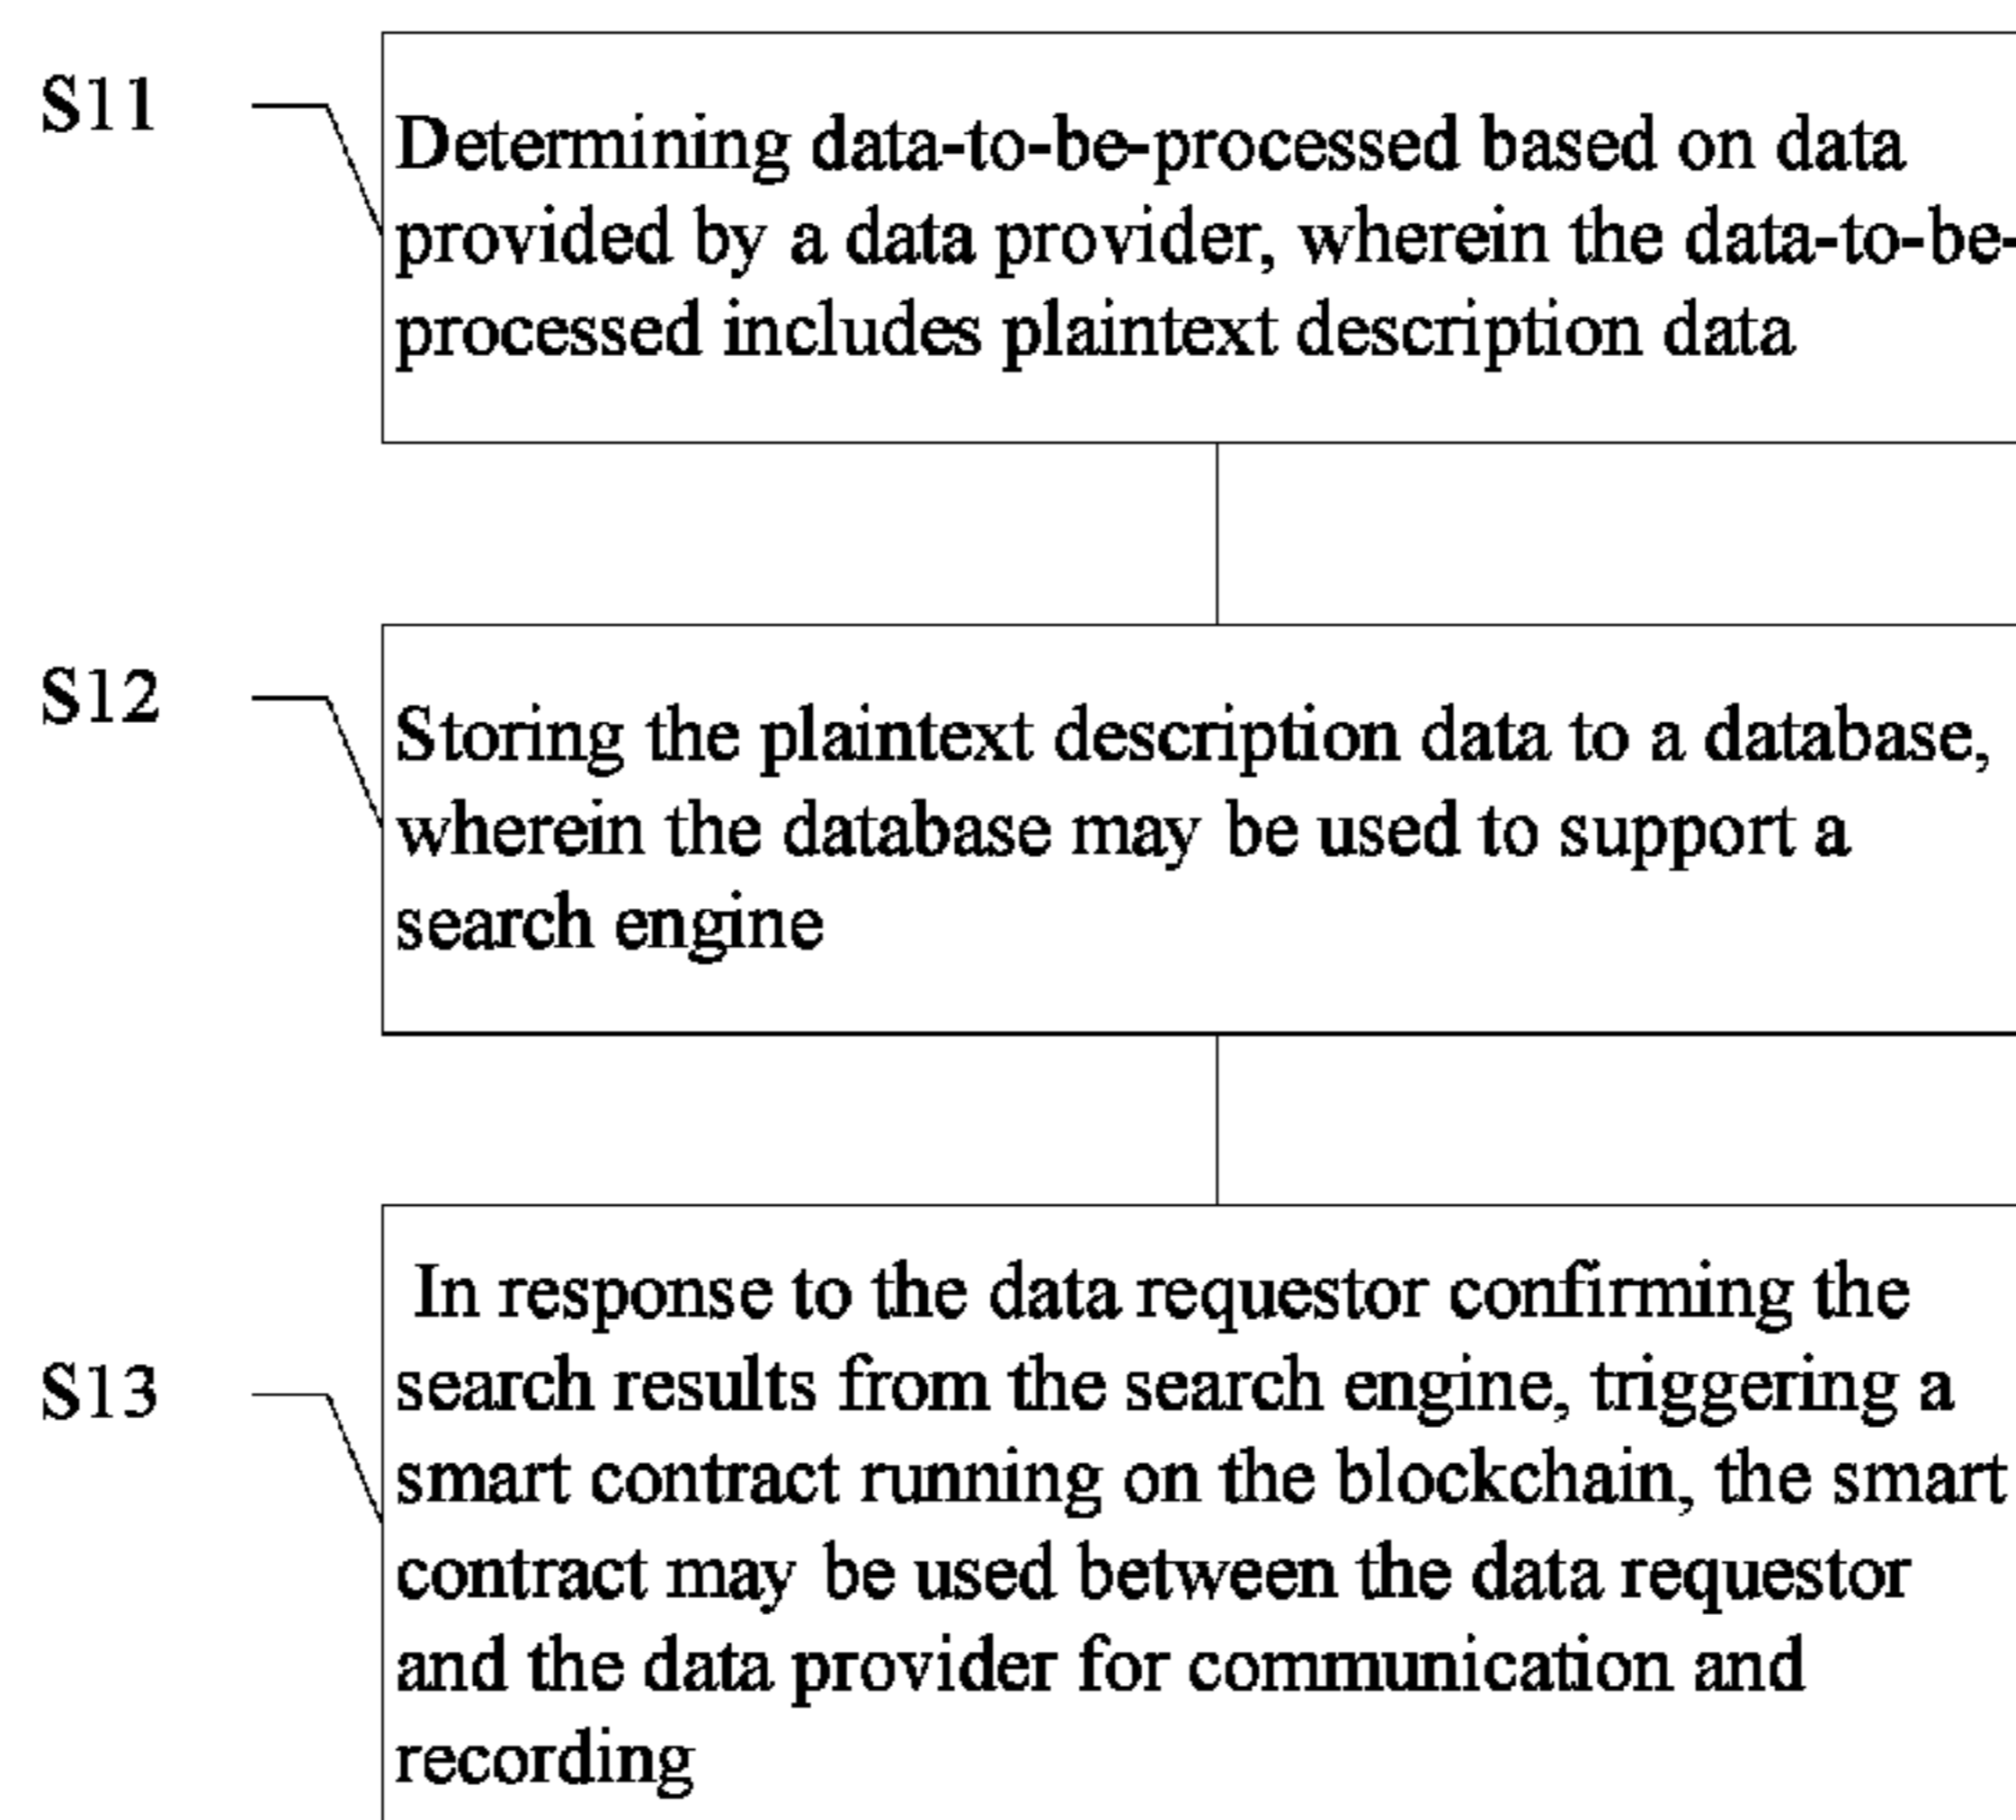 S11
Determining data-to-be-processed based on data
provided by a data provider, wherein the data-to-be-
processed includes plaintext description data
S12
Storing the plaintext description data to a database,
wherein the database may be used to support a
search engine
S13
In response to the data requestor confirming the
search results from the search engine, triggering a
smart contract running on the blockchain, the smart
contract may be used between the data requestor
and the data provider for communication and
recording